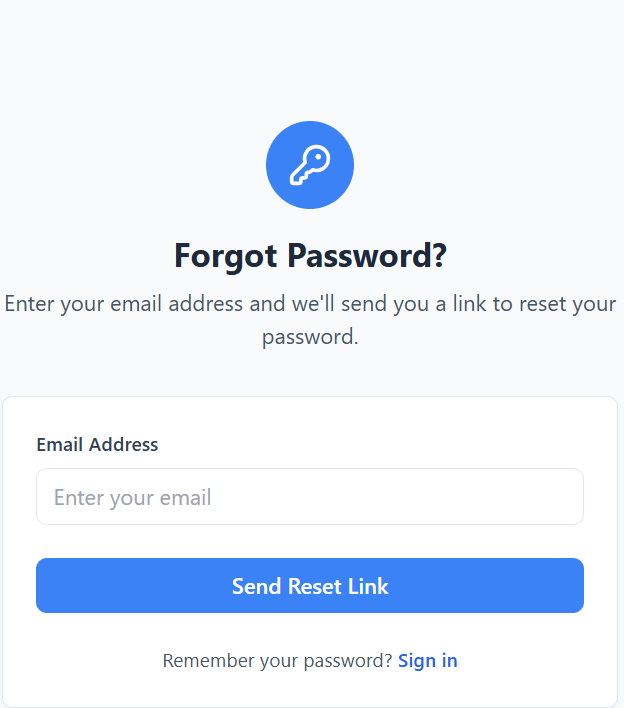 Forgot Password?
Enter your email address and we'll send you a link to reset your
password.
Email Address
Enter your email
Send Reset Link
Remember your password? Sign in